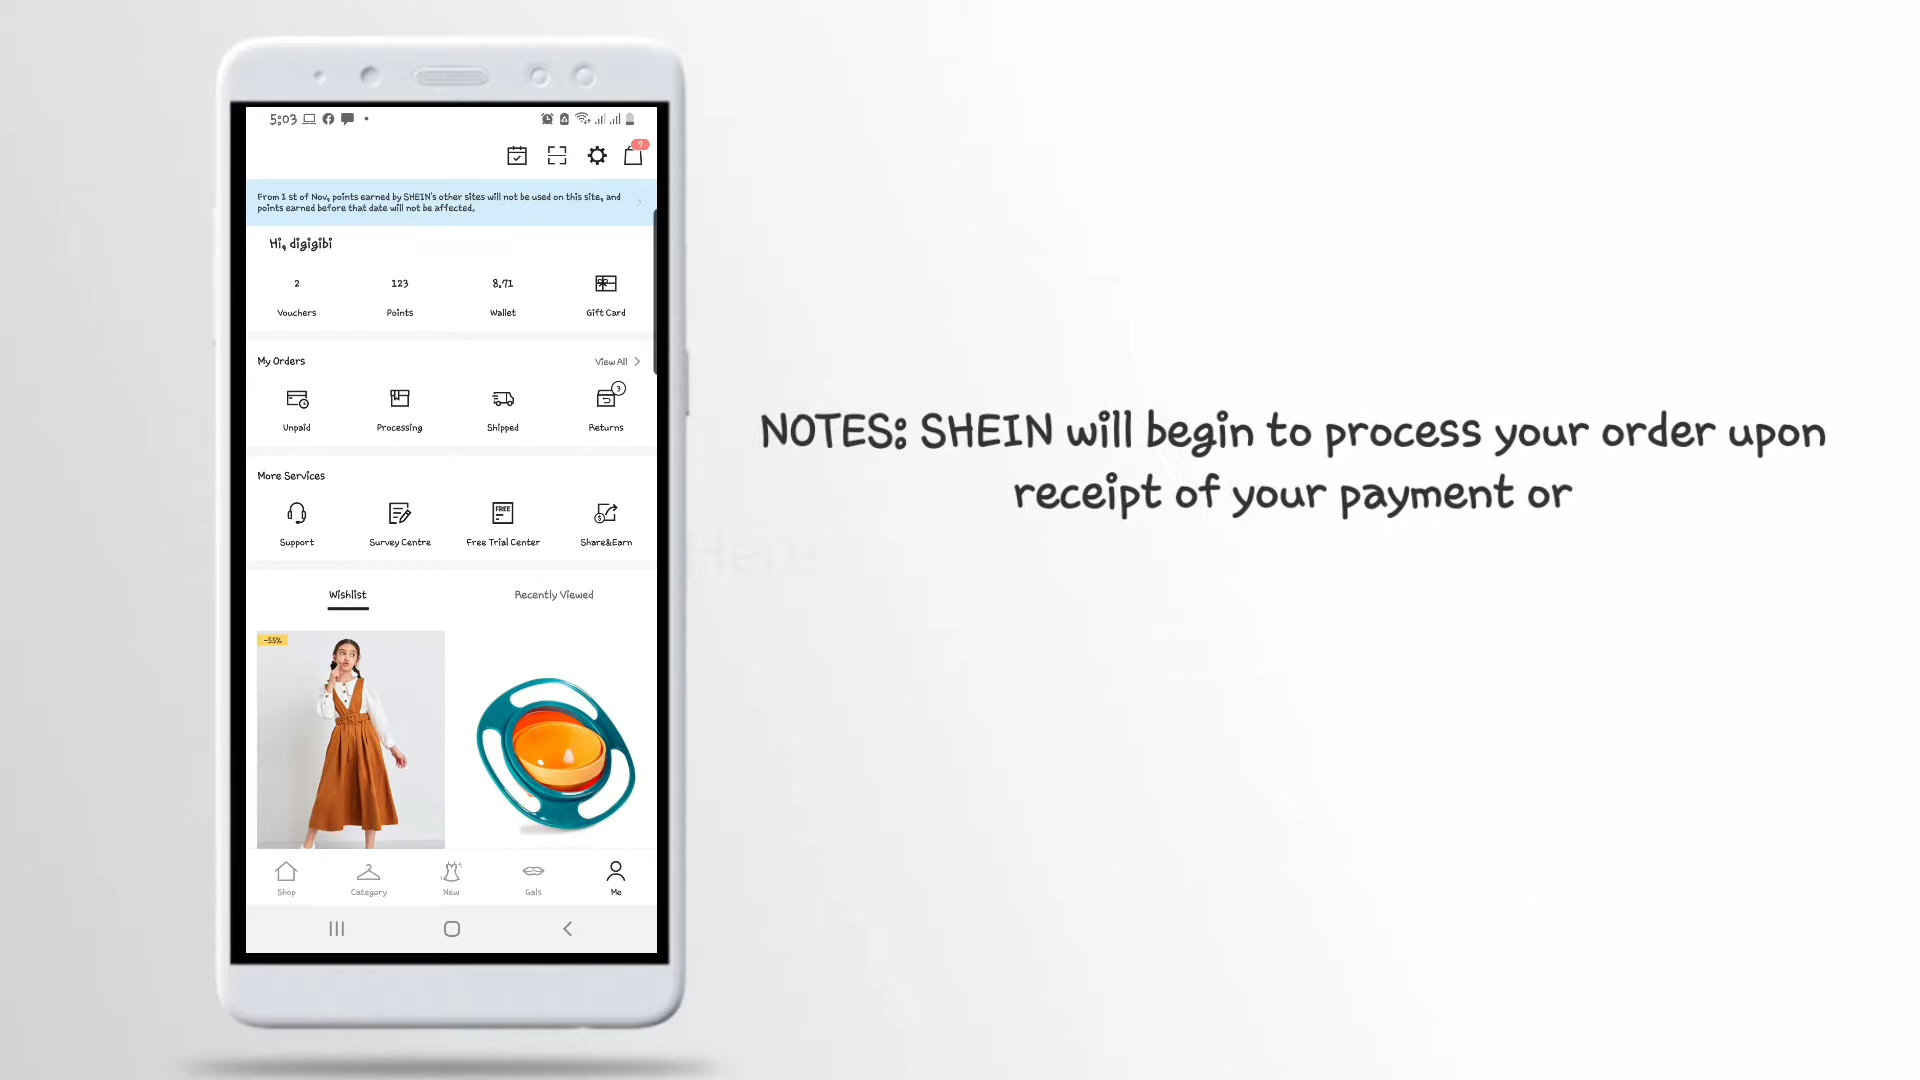 5:03
7
From 1 st of Nov, points earned by SHEIN's other sites will not be used on this site, and
points earned before that date will not be affected.
Hi, digigibi
2 123 8.71
Vouchers Points Wallet Gift Card
My Orders View All
3
Unpaid Processing Shipped Returns
More Services
FREE
Support Survey Centre Free Trial Center Share&Earn
Wishlist Recently Viewed
-55%
Shop Category New Gals Me
NOTES: SHEIN will begin to process your order upon
receipt of your payment or
Here